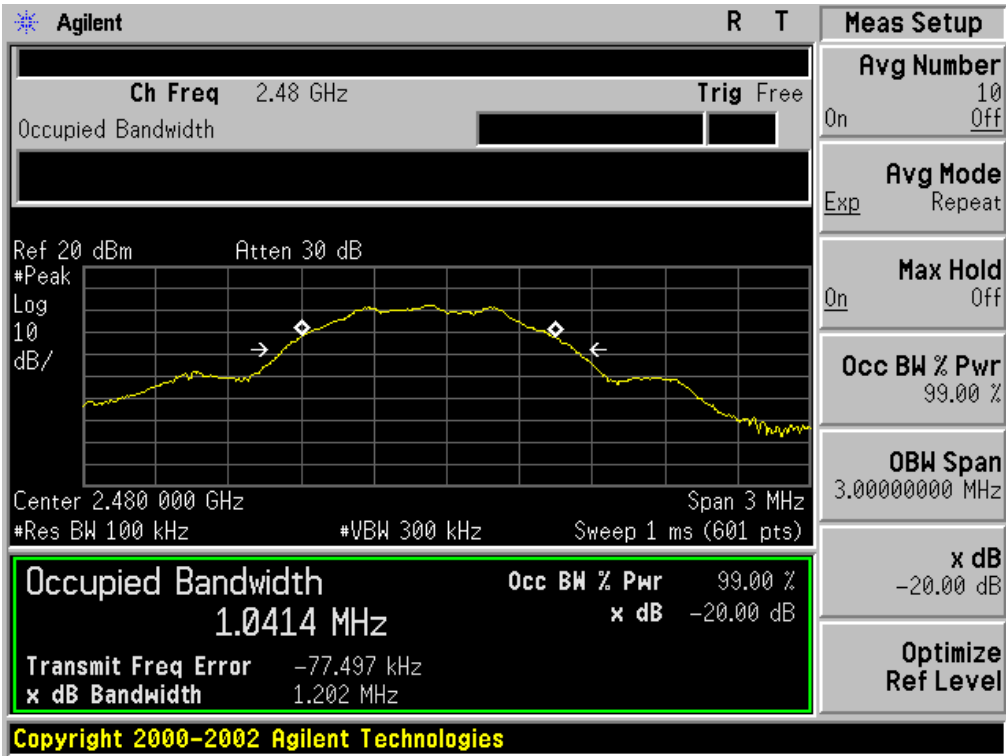 Agilent R T
Ch Freq 2.48 GHz Trig Free
Occupied Bandwidth
Ref 20 dBm Atten 30 dB
#Peak
Log
10
dB/
Center 2.480 000 GHz Span 3 MHz
#Res BW 100 kHz #VBW 300 kHz Sweep 1 ms (601 pts)
Occupied Bandwidth Occ BW % Pwr 99.00 %
1.0414 MHz x dB -20.00 dB
Transmit Freq Error -77.497 kHz
x dB Bandwidth 1.202 MHz
Copyright 2000-2002 Agilent Technologies
Meas Setup
Avg Number
10
On Off
Avg Mode
Exp Repeat
Max Hold
On Off
Occ BW % Pwr
99.00 %
OBW Span
3.00000000 MHz
x dB
-20.00 dB
Optimize
Ref Level